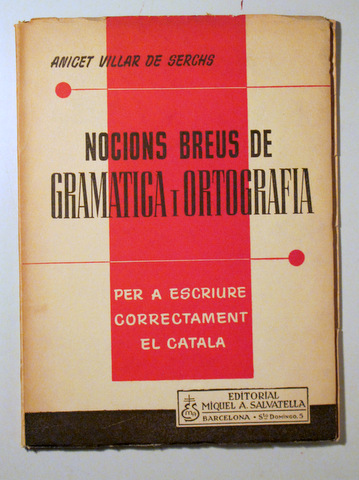 ANICET VILLAR DE SERCHS
NOCIONS BREUS DE
GRAMATICA I ORTOGRAFIA
PER A ESCRIURE
CORRECTAMENT
EL CATALA
EDITORIAL
MIQUEL A. SALVATELLA
BARCELONA - Sto DOMINGO, 5